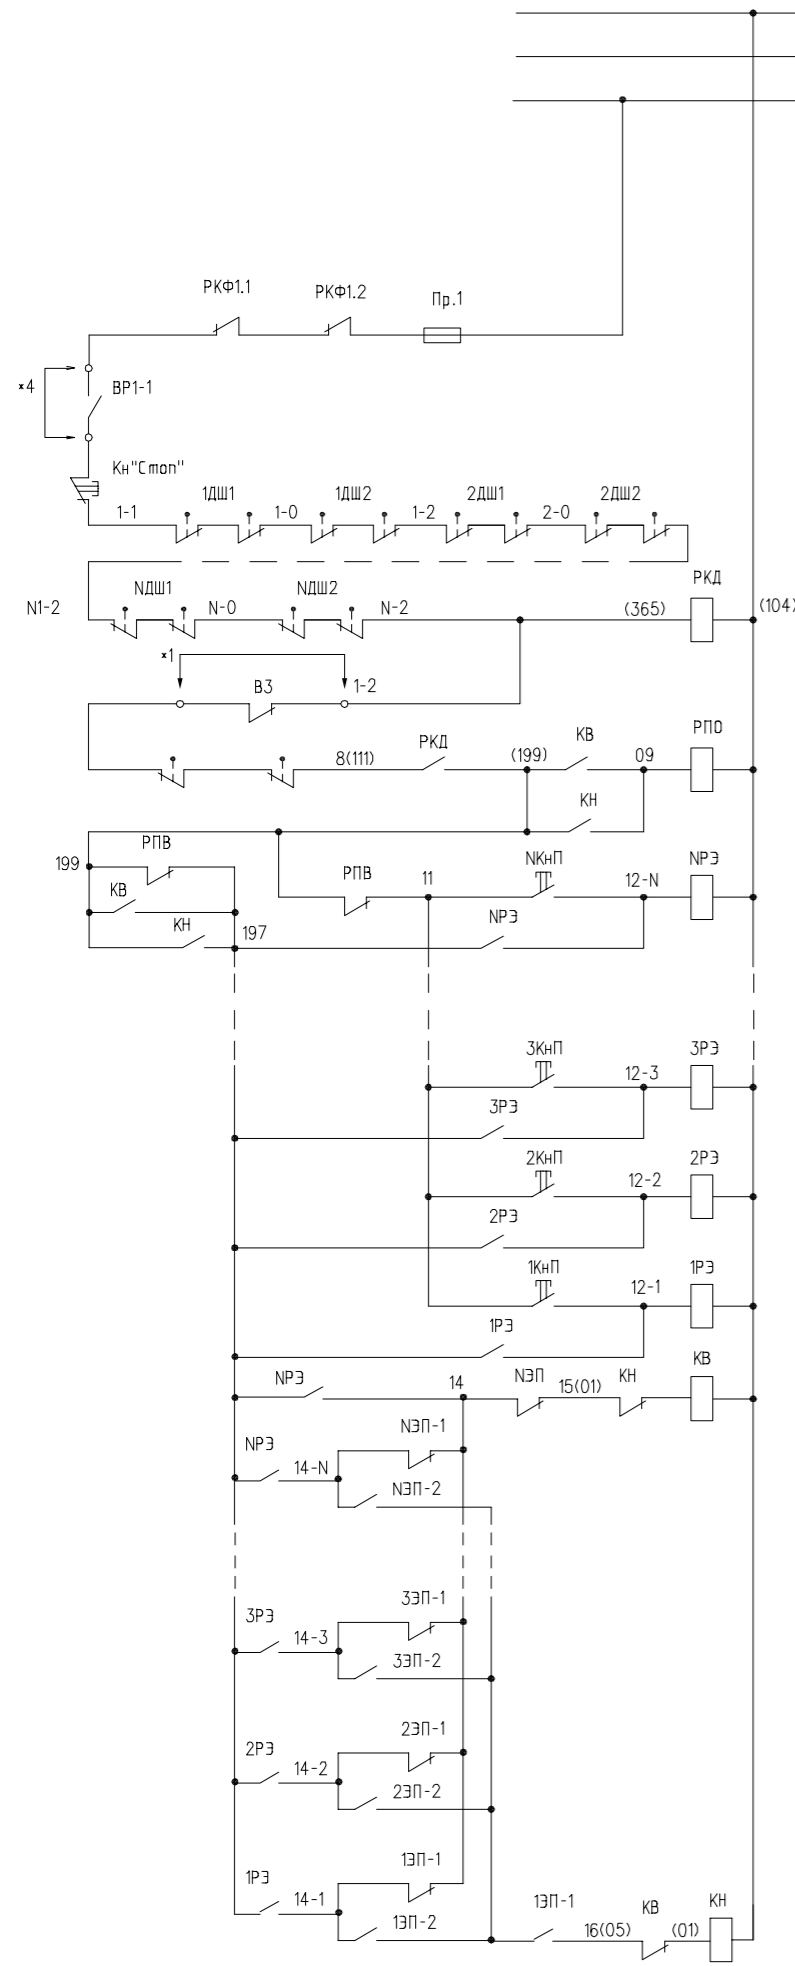 РКФ1.1
РКФ1.2
Пр.1
*4
ВР1-1
Кн"Стоп"
1-1
1ДШ1
1-0
1ДШ2
1-2
2ДШ1
2-0
2ДШ2
N1-2
NДШ1
N-0
NДШ2
N-2
(365)
РКД
(104)
*1
В3
1-2
8(111)
РКД
(199)
КВ
09
РПО
КН
199
РПВ
КВ
КН
197
РПВ
11
NКнП
12-N
NРЭ
NРЭ
3КнП
12-3
3РЭ
3РЭ
2КнП
12-2
2РЭ
2РЭ
1КнП
12-1
1РЭ
1РЭ
NРЭ
14
NЭП
15(01)
КН
КВ
NРЭ
14-N
NЭП-1
NЭП-2
3РЭ
14-3
3ЭП-1
3ЭП-2
2РЭ
14-2
2ЭП-1
2ЭП-2
1РЭ
14-1
1ЭП-1
1ЭП-2
1ЭП-1
16(05)
КВ
(01)
КН